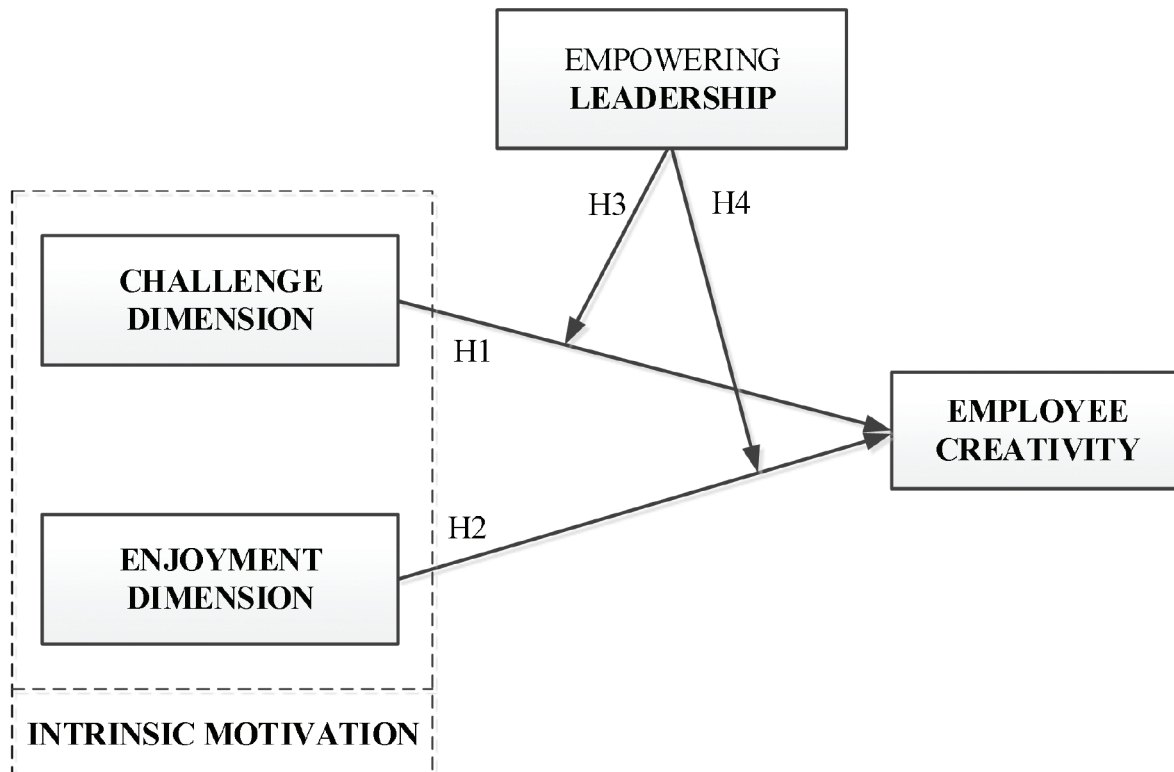 EMPOWERING
LEADERSHIP
H3
H4
CHALLENGE
DIMENSION
H1
EMPLOYEE
CREATIVITY
H2
ENJOYMENT
DIMENSION
INTRINSIC MOTIVATION